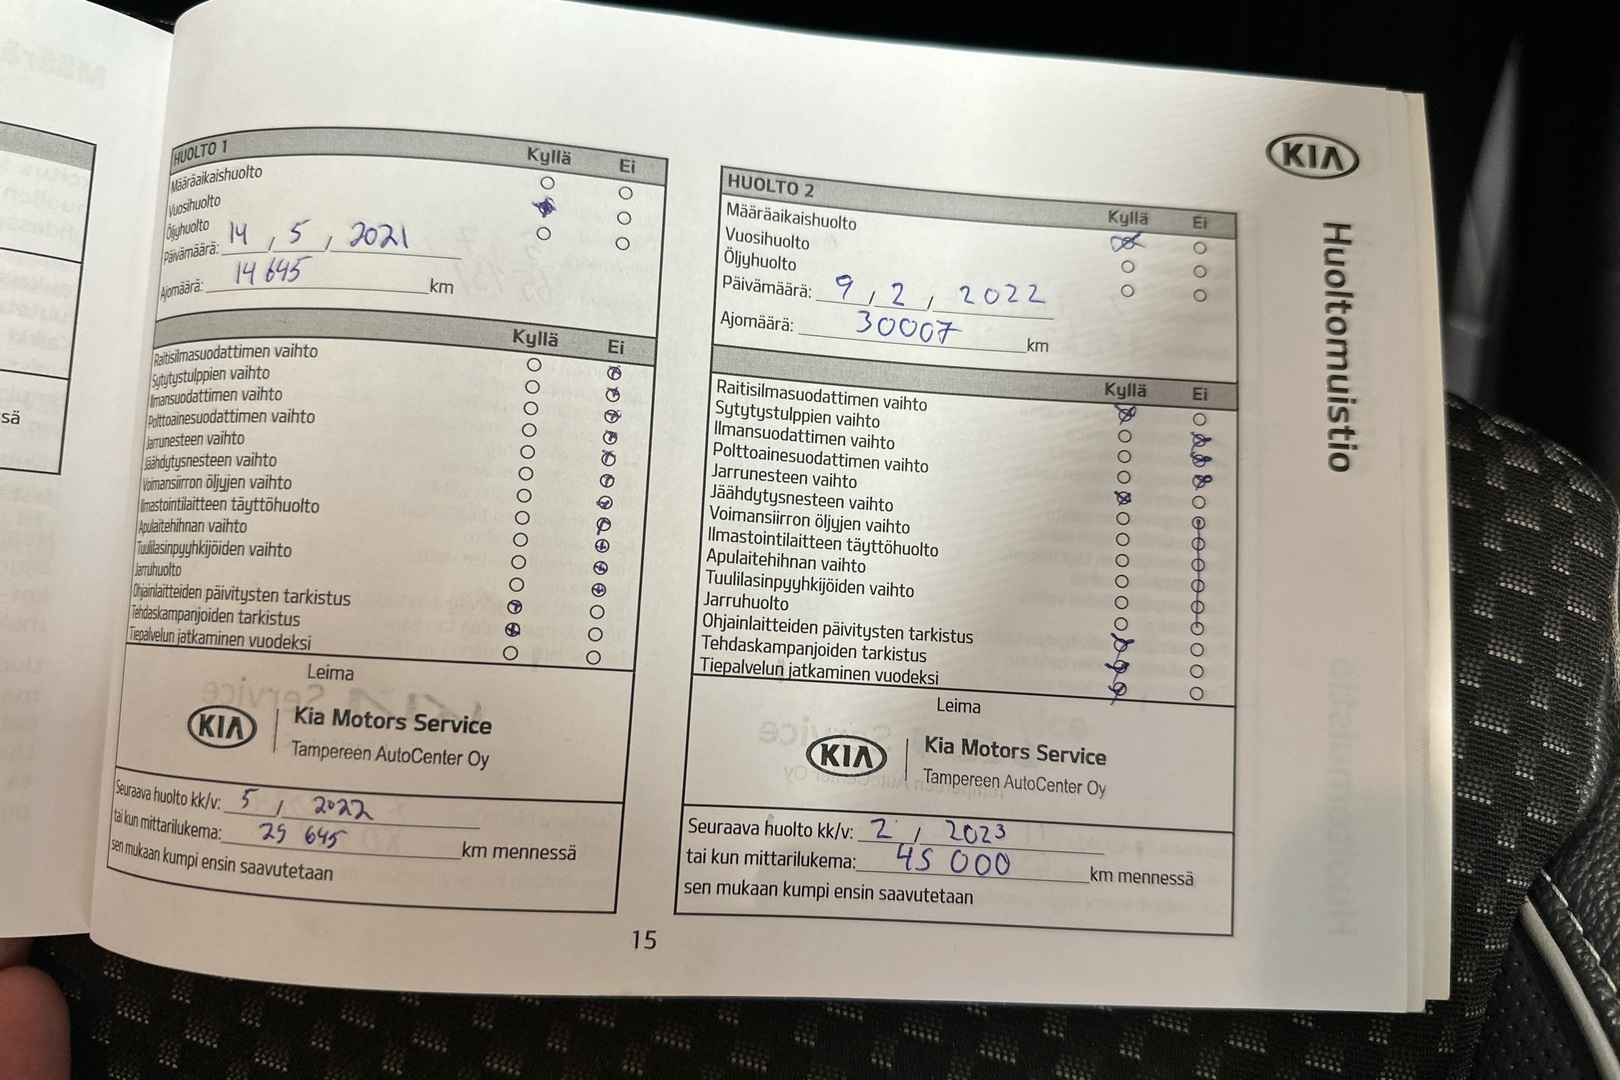 HUOLTO 1 Kyllä Ei
Määräaikaishuolto
Vuosihuolto
Öljyhuolto
Päivämäärä: 14 , 5 , 2021
Ajomäärä: 14 645 km
Kyllä Ei
Raitisilmasuodattimen vaihto
Sytytystulppien vaihto
Ilmansuodattimen vaihto
Polttoainesuodattimen vaihto
Jarrunesteen vaihto
Jäähdytysnesteen vaihto
Voimansiirron öljyjen vaihto
Ilmastointilaitteen täyttöhuolto
Apulaitehihnan vaihto
Tuulilasinpyyhkijöiden vaihto
Jarruhuolto
Ohjainlaitteiden päivitysten tarkistus
Tehdaskampanjoiden tarkistus
Tiepalvelun jatkaminen vuodeksi
Leima
KIA Kia Motors Service
Tampereen AutoCenter Oy
Seuraava huolto kk/v: 5 / 2022
tai kun mittarilukema: 29 645 km mennessä
sen mukaan kumpi ensin saavutetaan
HUOLTO 2 Kyllä Ei
Määräaikaishuolto
Vuosihuolto
Öljyhuolto
Päivämäärä: 9 , 2 , 2022
Ajomäärä: 30007 km
Kyllä Ei
Raitisilmasuodattimen vaihto
Sytytystulppien vaihto
Ilmansuodattimen vaihto
Polttoainesuodattimen vaihto
Jarrunesteen vaihto
Jäähdytysnesteen vaihto
Voimansiirron öljyjen vaihto
Ilmastointilaitteen täyttöhuolto
Apulaitehihnan vaihto
Tuulilasinpyyhkijöiden vaihto
Jarruhuolto
Ohjainlaitteiden päivitysten tarkistus
Tehdaskampanjoiden tarkistus
Tiepalvelun jatkaminen vuodeksi
Leima
KIA Kia Motors Service
Tampereen AutoCenter Oy
Seuraava huolto kk/v: 2 / 2023
tai kun mittarilukema: 45 000 km mennessä
sen mukaan kumpi ensin saavutetaan
KIA
Huoltomuistio
15